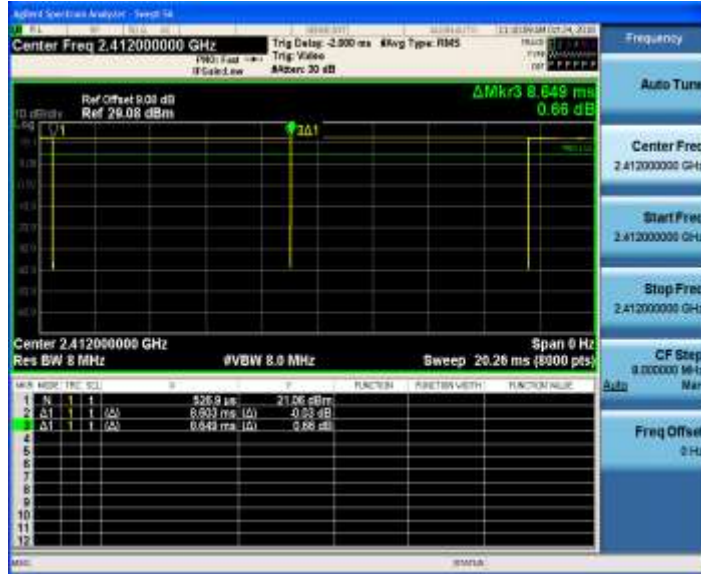 Agilent Spectrum Analyzer - Swept SA
Center Freq 2.412000000 GHz
PNO: Fast
IFGain:Low
Trig Delay: -2.000 ms
#Avg Type: RMS
Trig: Video
#Atten: 30 dB
Frequency
Auto Tune
ΔMkr3 8.649 ms
0.66 dB
Ref Offset 9.08 dB
10 dB/div
Ref 29.08 dBm
3Δ1
Center Freq
2.412000000 GHz
Start Freq
2.412000000 GHz
Stop Freq
2.412000000 GHz
Center 2.412000000 GHz
Span 0 Hz
Res BW 8 MHz
#VBW 8.0 MHz
Sweep 20.26 ms (8000 pts)
CF Step
8.000000 MHz
Auto
Man
MKR MODE TRC SCL X Y FUNCTION FUNCTION WIDTH FUNCTION VALUE
1 N 1 t 526.9 µs 21.06 dBm
2 Δ1 1 t (Δ) 8.603 ms (Δ) -0.03 dB
3 Δ1 1 t (Δ) 8.649 ms (Δ) 0.66 dB
4
5
6
7
8
9
10
11
12
Freq Offset
0 Hz
MSG
STATUS